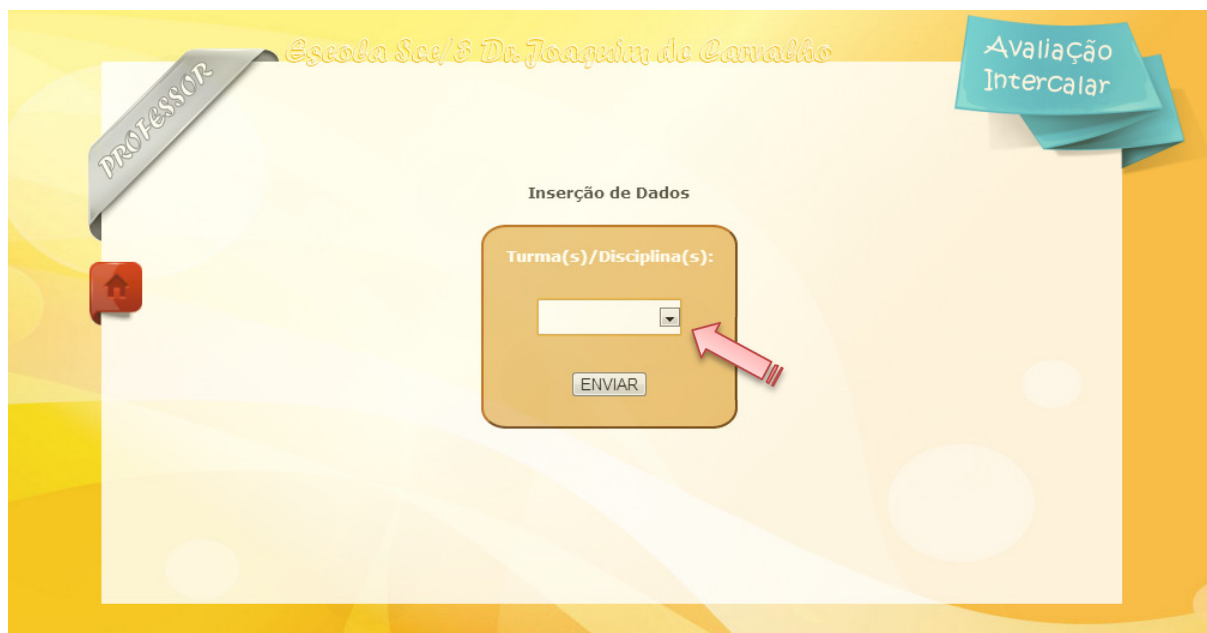 Escola Sec/3 Dr. Joaquim de Carvalho
Avaliação
Intercalar
PROFESSOR
Inserção de Dados
Turma(s)/Disciplina(s):
ENVIAR